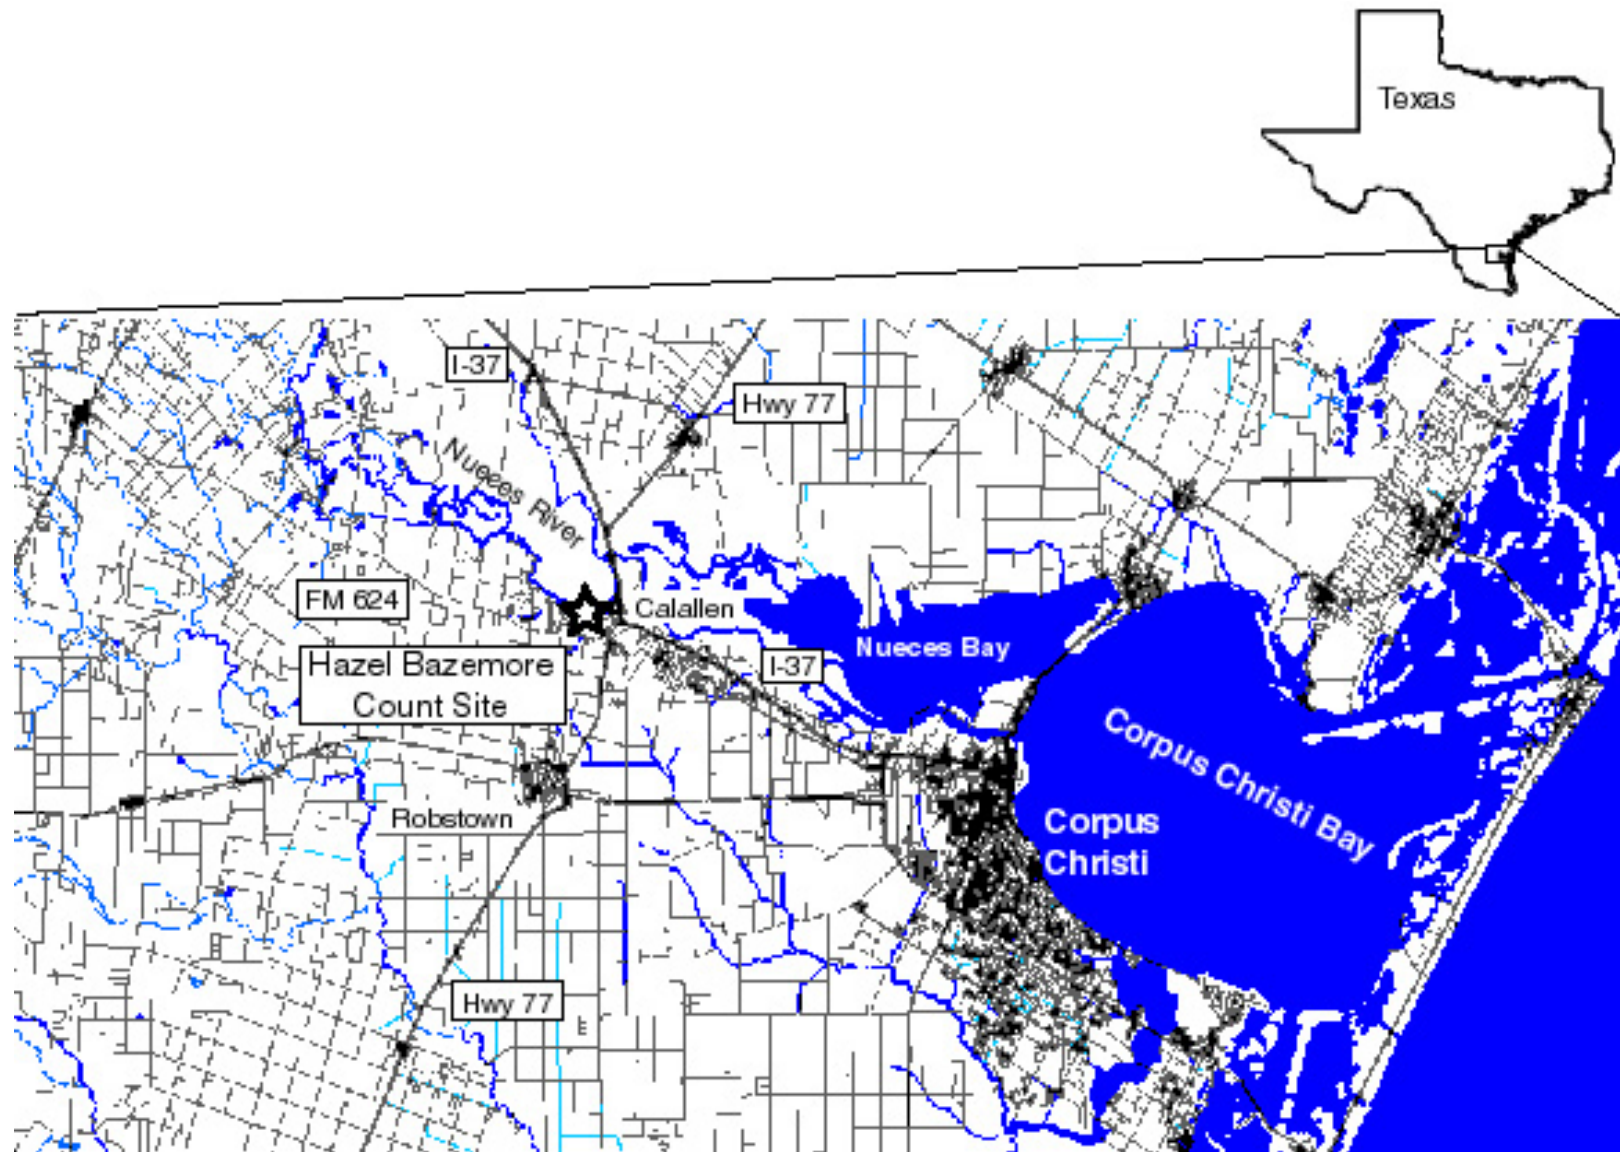 Texas
I-37
Hwy 77
Nueces River
FM 624
Calallen
Hazel Bazemore
Count Site
I-37
Nueces Bay
Corpus Christi Bay
Robstown
Corpus
Christi
Hwy 77